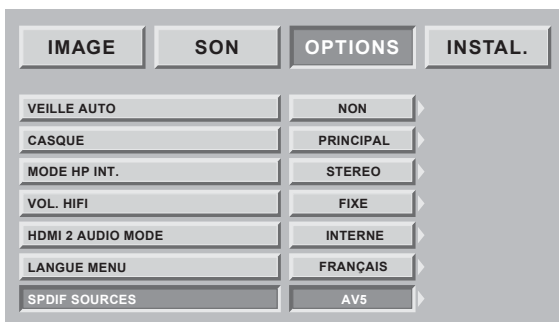 IMAGE SON OPTIONS INSTAL.
VEILLE AUTO NON
CASQUE PRINCIPAL
MODE HP INT. STEREO
VOL. HIFI FIXE
HDMI 2 AUDIO MODE INTERNE
LANGUE MENU FRANÇAIS
SPDIF SOURCES AV5